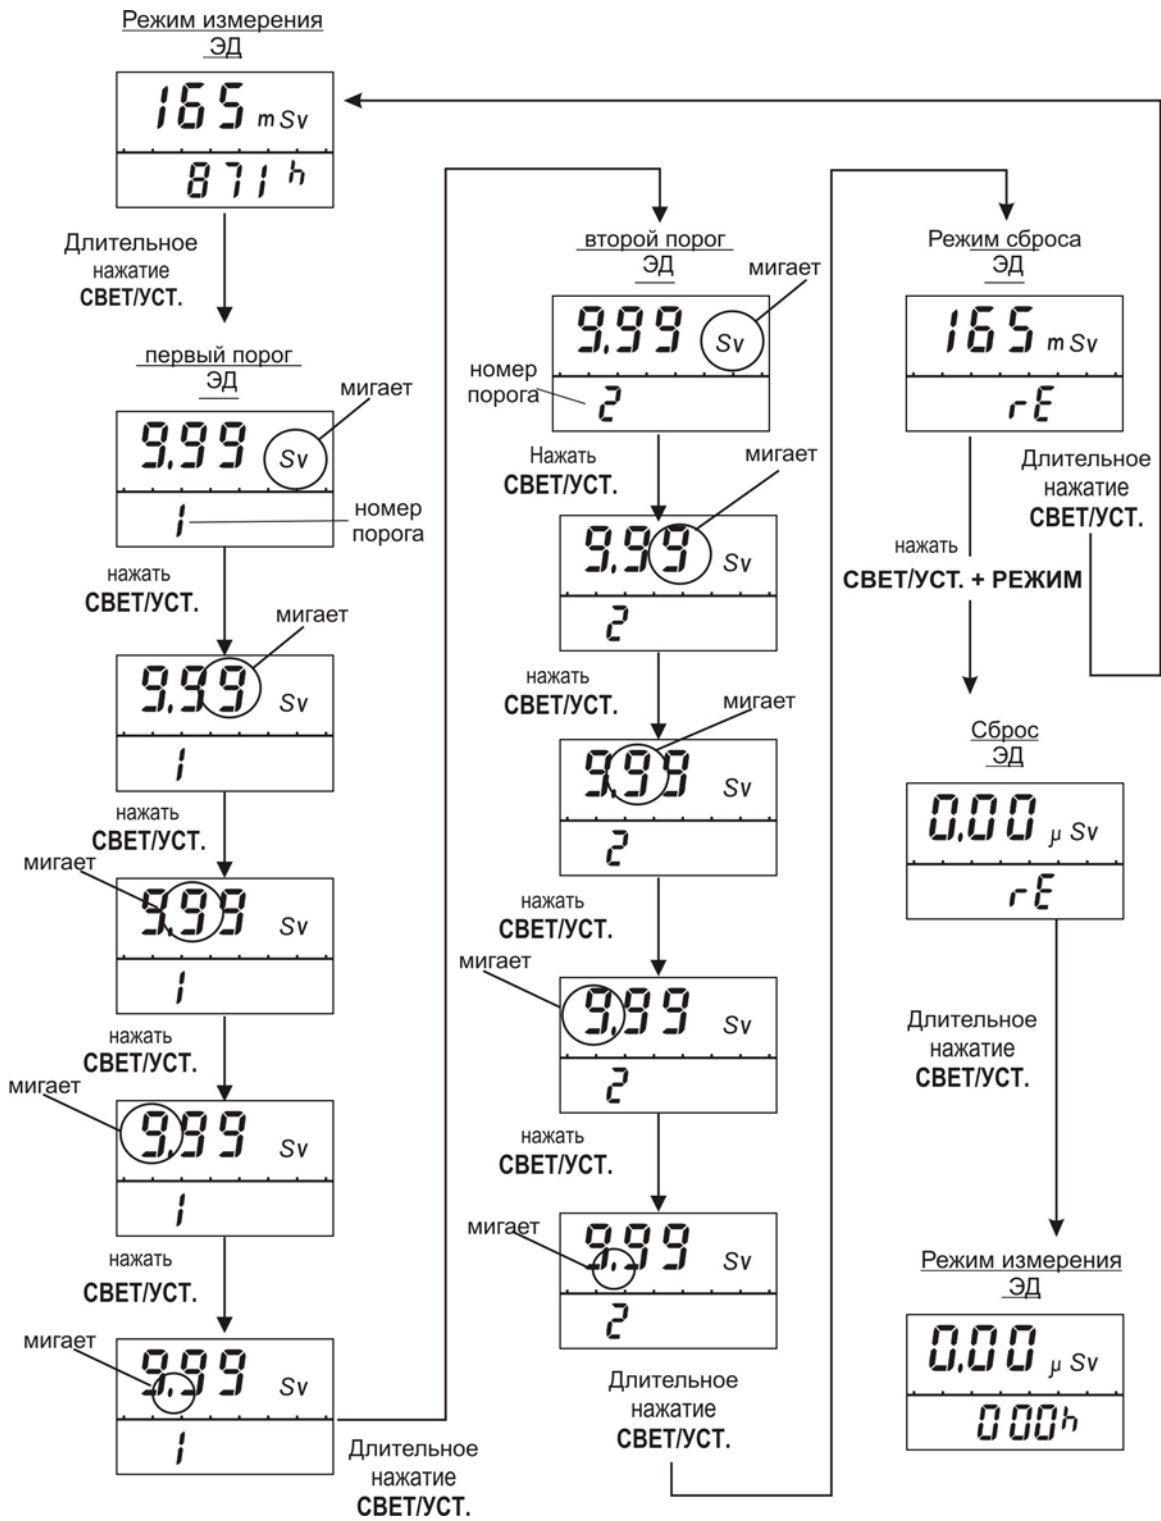 Режим измерения
ЭД
165 mSv
871 h
Длительное
нажатие
СВЕТ/УСТ.
первый порог
ЭД
мигает
9.99 Sv
1
номер
порога
нажать
СВЕТ/УСТ.
мигает
9.99 Sv
1
нажать
СВЕТ/УСТ.
мигает
9.99 Sv
1
нажать
СВЕТ/УСТ.
мигает
9.99 Sv
1
нажать
СВЕТ/УСТ.
мигает
9.99 Sv
1
Длительное
нажатие
СВЕТ/УСТ.
второй порог
ЭД
мигает
9.99 Sv
номер
порога
2
Нажать
СВЕТ/УСТ.
мигает
9.99 Sv
2
нажать
СВЕТ/УСТ.
мигает
9.99 Sv
2
нажать
СВЕТ/УСТ.
мигает
9.99 Sv
2
нажать
СВЕТ/УСТ.
мигает
9.99 Sv
2
Длительное
нажатие
СВЕТ/УСТ.
Режим сброса
ЭД
165 mSv
rE
Длительное
нажатие
СВЕТ/УСТ.
нажать
СВЕТ/УСТ. + РЕЖИМ
Сброс
ЭД
0.00 µ Sv
rE
Длительное
нажатие
СВЕТ/УСТ.
Режим измерения
ЭД
0.00 µ Sv
000h